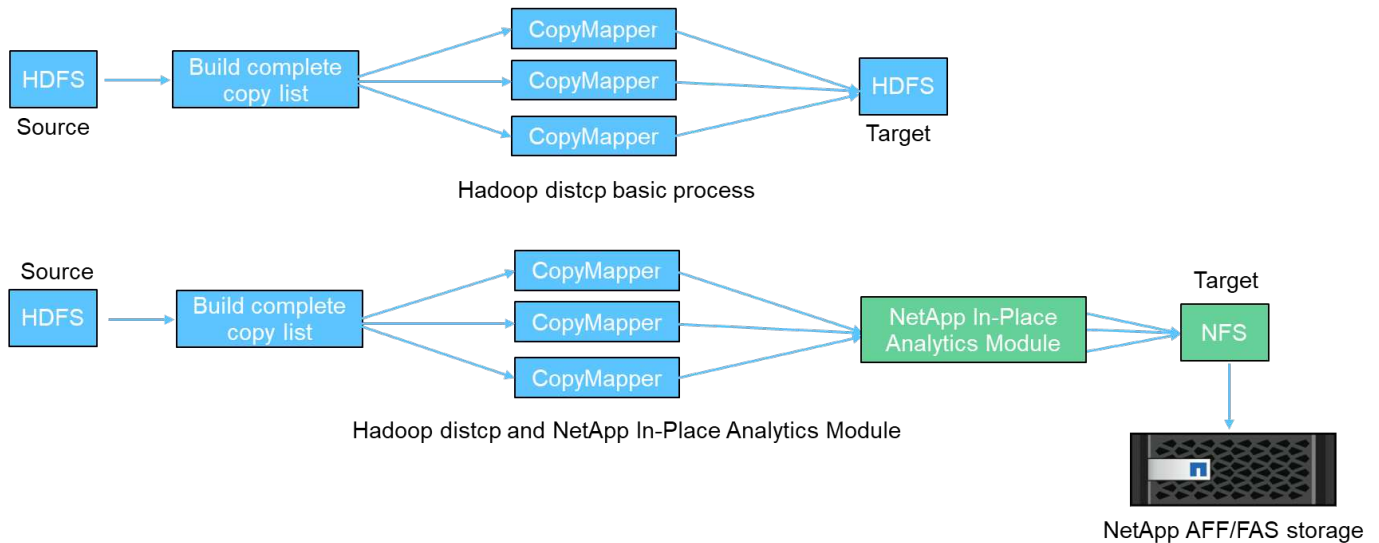 CopyMapper
HDFS
Build complete
copy list
CopyMapper
HDFS
Source
CopyMapper
Target
Hadoop distcp basic process
Source
CopyMapper
Target
HDFS
Build complete
copy list
CopyMapper
NetApp In-Place
Analytics Module
NFS
CopyMapper
Hadoop distcp and NetApp In-Place Analytics Module
NetApp AFF/FAS storage